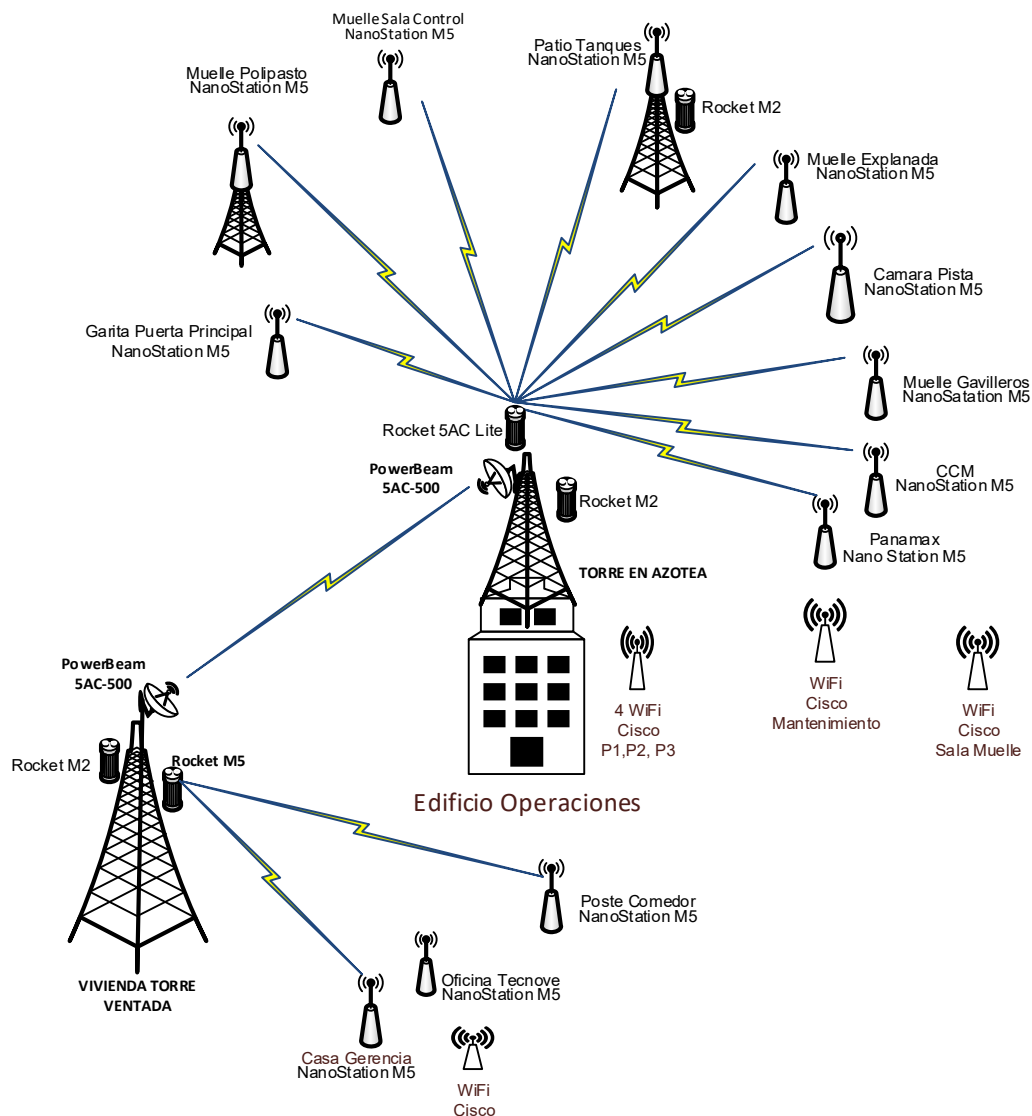 Muelle Sala Control
NanoStation M5
Patio Tanques
NanoStation M5
Muelle Polipasto
NanoStation M5
Rocket M2
Muelle Explanada
NanoStation M5
Camara Pista
NanoStation M5
Garita Puerta Principal
NanoStation M5
Muelle Gavilleros
NanoSatation M5
Rocket 5AC Lite
PowerBeam
5AC-500
Rocket M2
CCM
NanoStation M5
Panamax
Nano Station M5
TORRE EN AZOTEA
PowerBeam
5AC-500
4 WiFi
Cisco
P1,P2, P3
WiFi
Cisco
Mantenimiento
WiFi
Cisco
Sala Muelle
Rocket M2
Rocket M5
Edificio Operaciones
Poste Comedor
NanoStation M5
VIVIENDA TORRE
VENTADA
Oficina Tecnove
NanoStation M5
Casa Gerencia
NanoStation M5
WiFi
Cisco